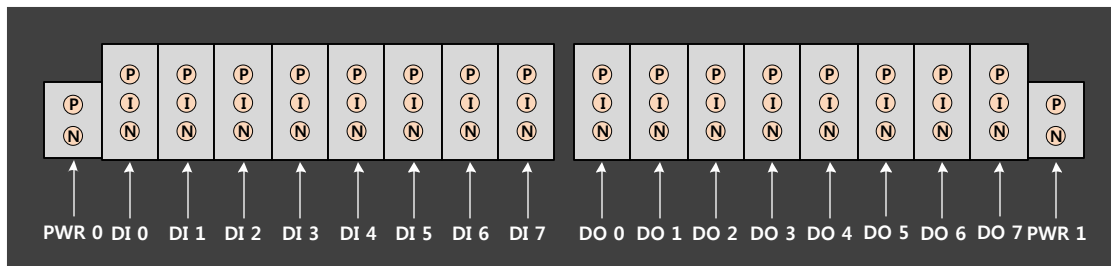 P P P P P P P P P P P P P P P P
P I I I I I I I I I I I I I I I I P
N N N N N N N N N N N N N N N N N N
PWR 0 DI 0 DI 1 DI 2 DI 3 DI 4 DI 5 DI 6 DI 7 DO 0 DO 1 DO 2 DO 3 DO 4 DO 5 DO 6 DO 7 PWR 1